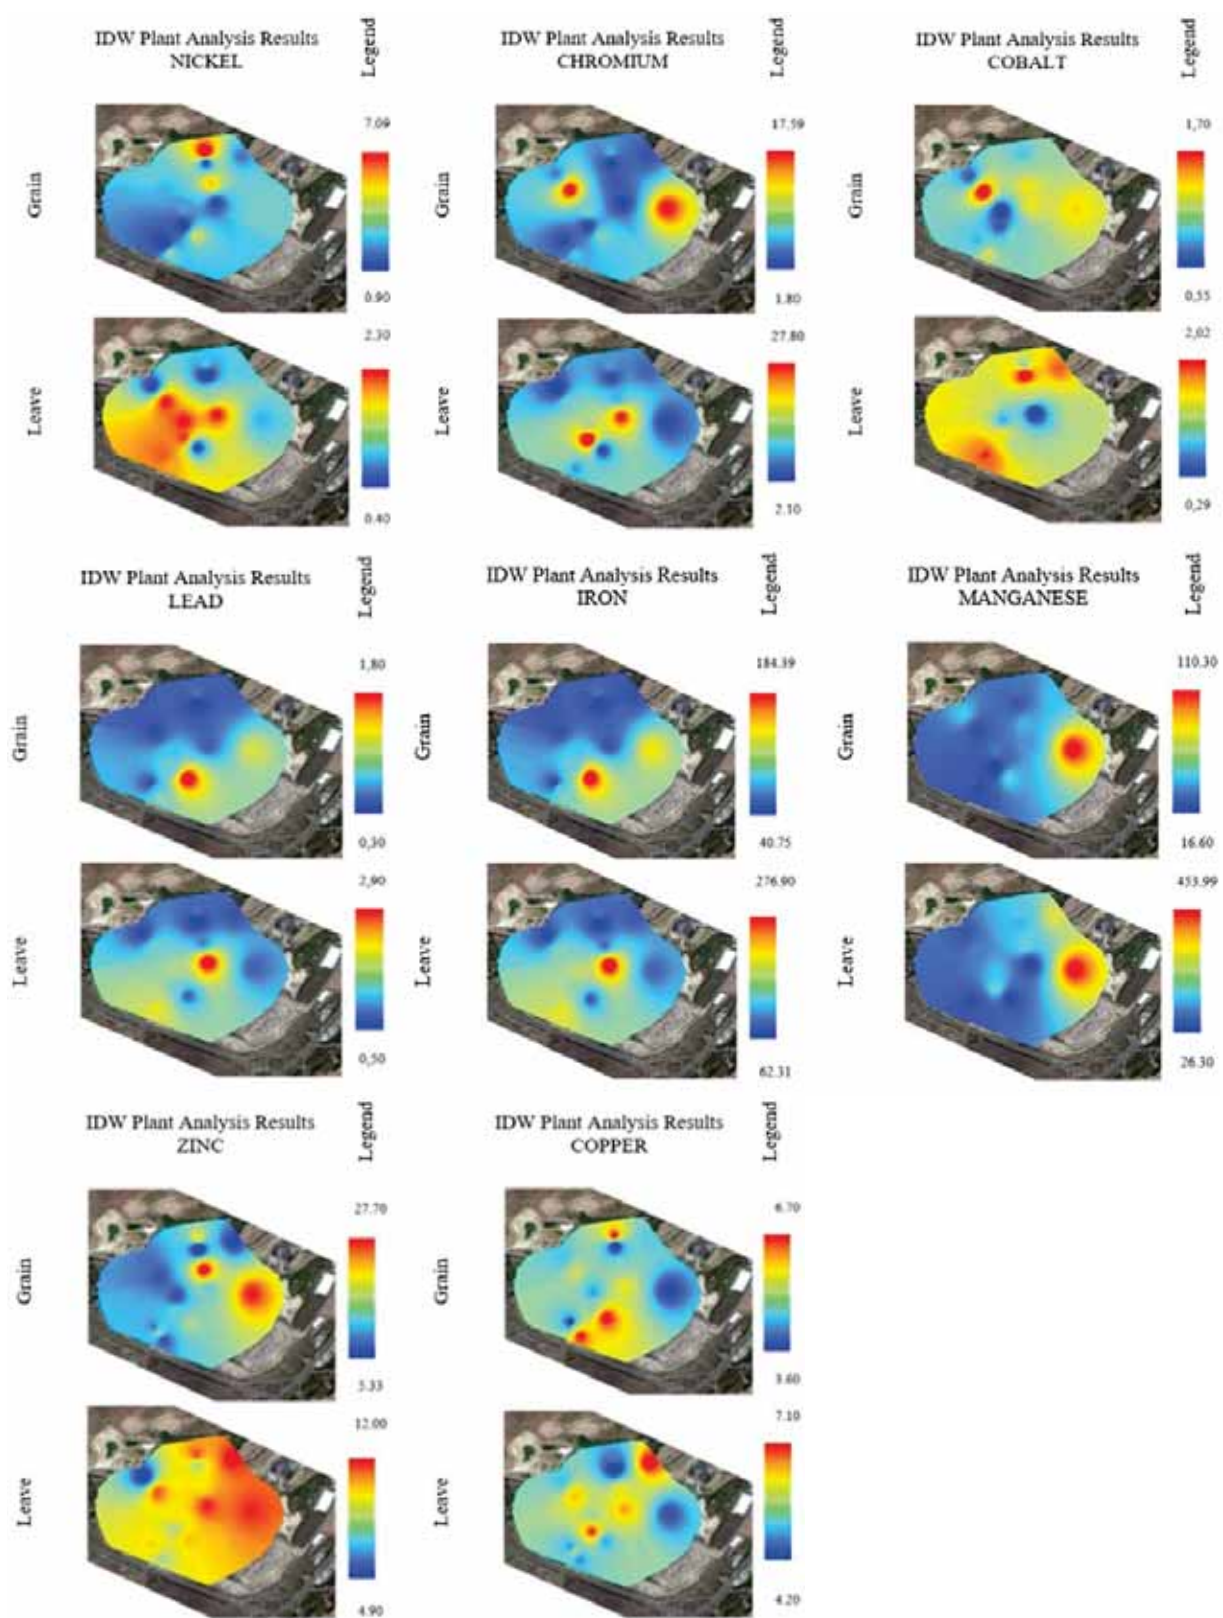 IDW Plant Analysis Results
NICKEL
Legend
Grain
7.09
0.90
Leave
2.30
0.40
IDW Plant Analysis Results
CHROMIUM
Legend
Grain
17.59
1.80
Leave
27.80
2.10
IDW Plant Analysis Results
COBALT
Legend
Grain
1,70
0,55
Leave
2,02
0,29
IDW Plant Analysis Results
LEAD
Legend
Grain
1,80
0,30
Leave
2,90
0,50
IDW Plant Analysis Results
IRON
Legend
Grain
184.39
40.75
Leave
276.90
62.31
IDW Plant Analysis Results
MANGANESE
Legend
Grain
110.30
16.60
Leave
453.99
26.30
IDW Plant Analysis Results
ZINC
Legend
Grain
27.70
5.33
Leave
12.00
4.90
IDW Plant Analysis Results
COPPER
Legend
Grain
6.70
3.60
Leave
7.10
4.20